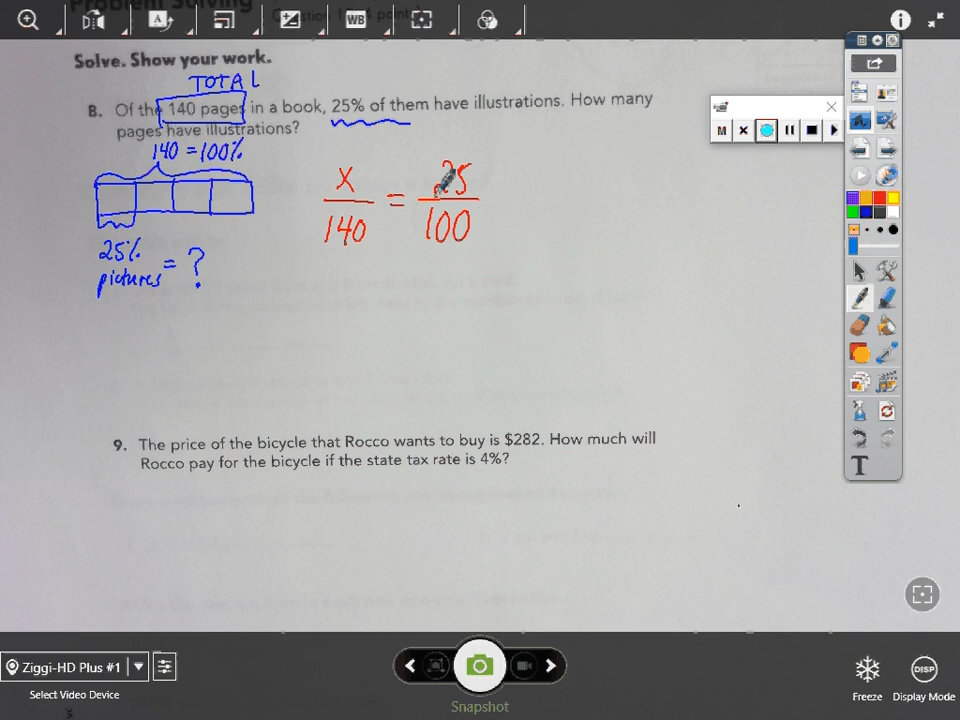 Problem Solving
WB
Solve. Show your work.
TOTAL
8. Of the 140 pages in a book, 25% of them have illustrations. How many
pages have illustrations?
140 = 100%
x/140 = 25/100
25%
pictures = ?
M
9. The price of the bicycle that Rocco wants to buy is $282. How much will
Rocco pay for the bicycle if the state tax rate is 4%?
T
Ziggi-HD Plus #1
Select Video Device
Snapshot
Freeze
DISP
Display Mode